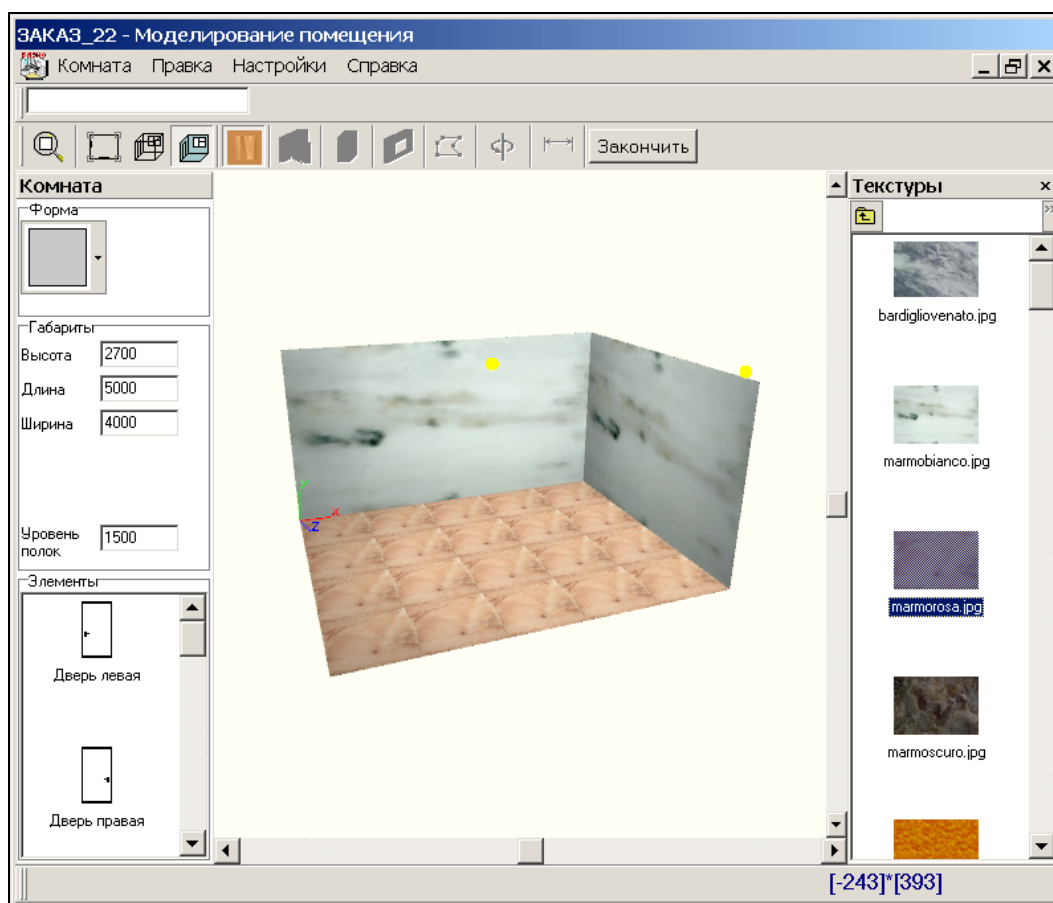 ЗАКАЗ_22 - Моделирование помещения
Комната Правка Настройки Справка
Закончить
Комната
Форма
Габариты
Высота 2700
Длина 5000
Ширина 4000
Уровень полок 1500
Элементы
Дверь левая
Дверь правая
Y
X
Z
Текстуры
bardigliovenato.jpg
marmobianco.jpg
marmorosa.jpg
marmoscuro.jpg
[-243]*[393]